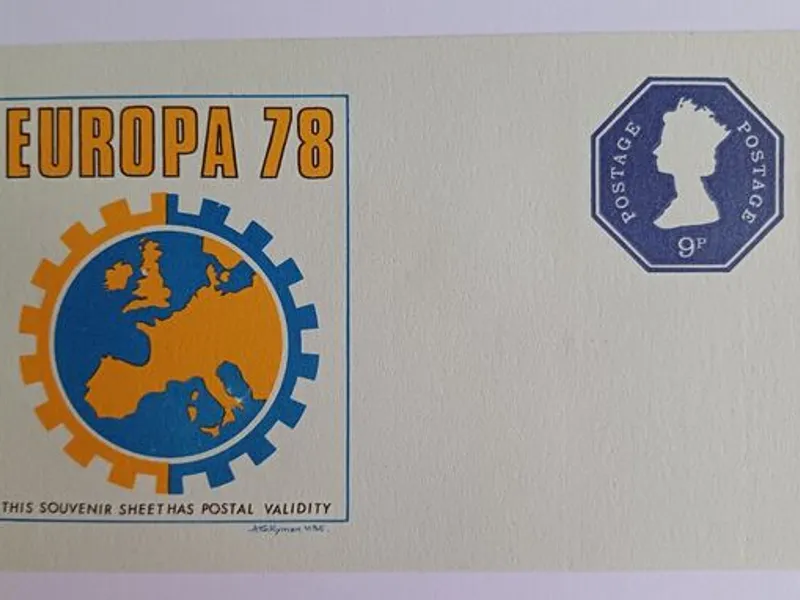 EUROPA 78
POSTAGE
POSTAGE
9P
THIS SOUVENIR SHEET HAS POSTAL VALIDITY